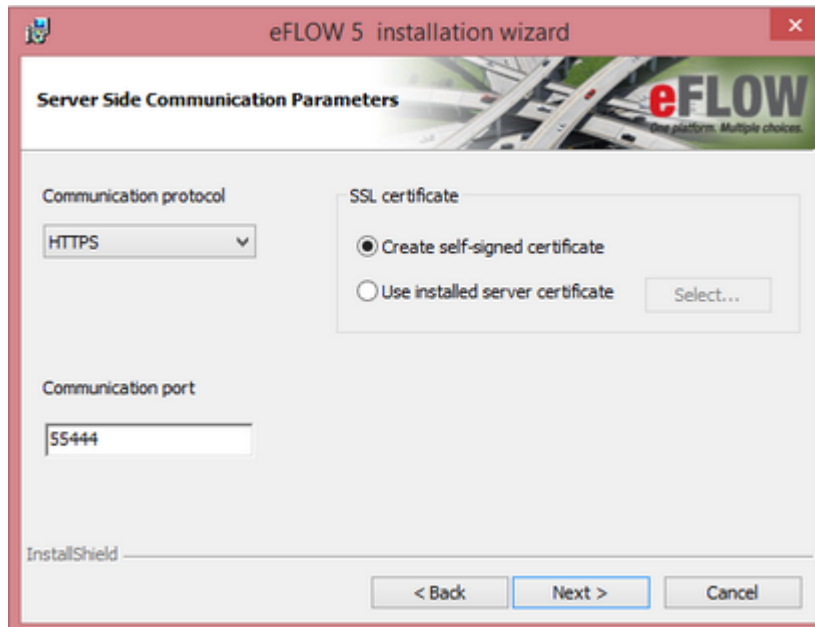 eFLOW 5 installation wizard
Server Side Communication Parameters
eFLOW
One platform. Multiple choices.
Communication protocol
HTTPS
SSL certificate
Create self-signed certificate
Use installed server certificate
Select...
Communication port
55444
InstallShield
< Back
Next >
Cancel